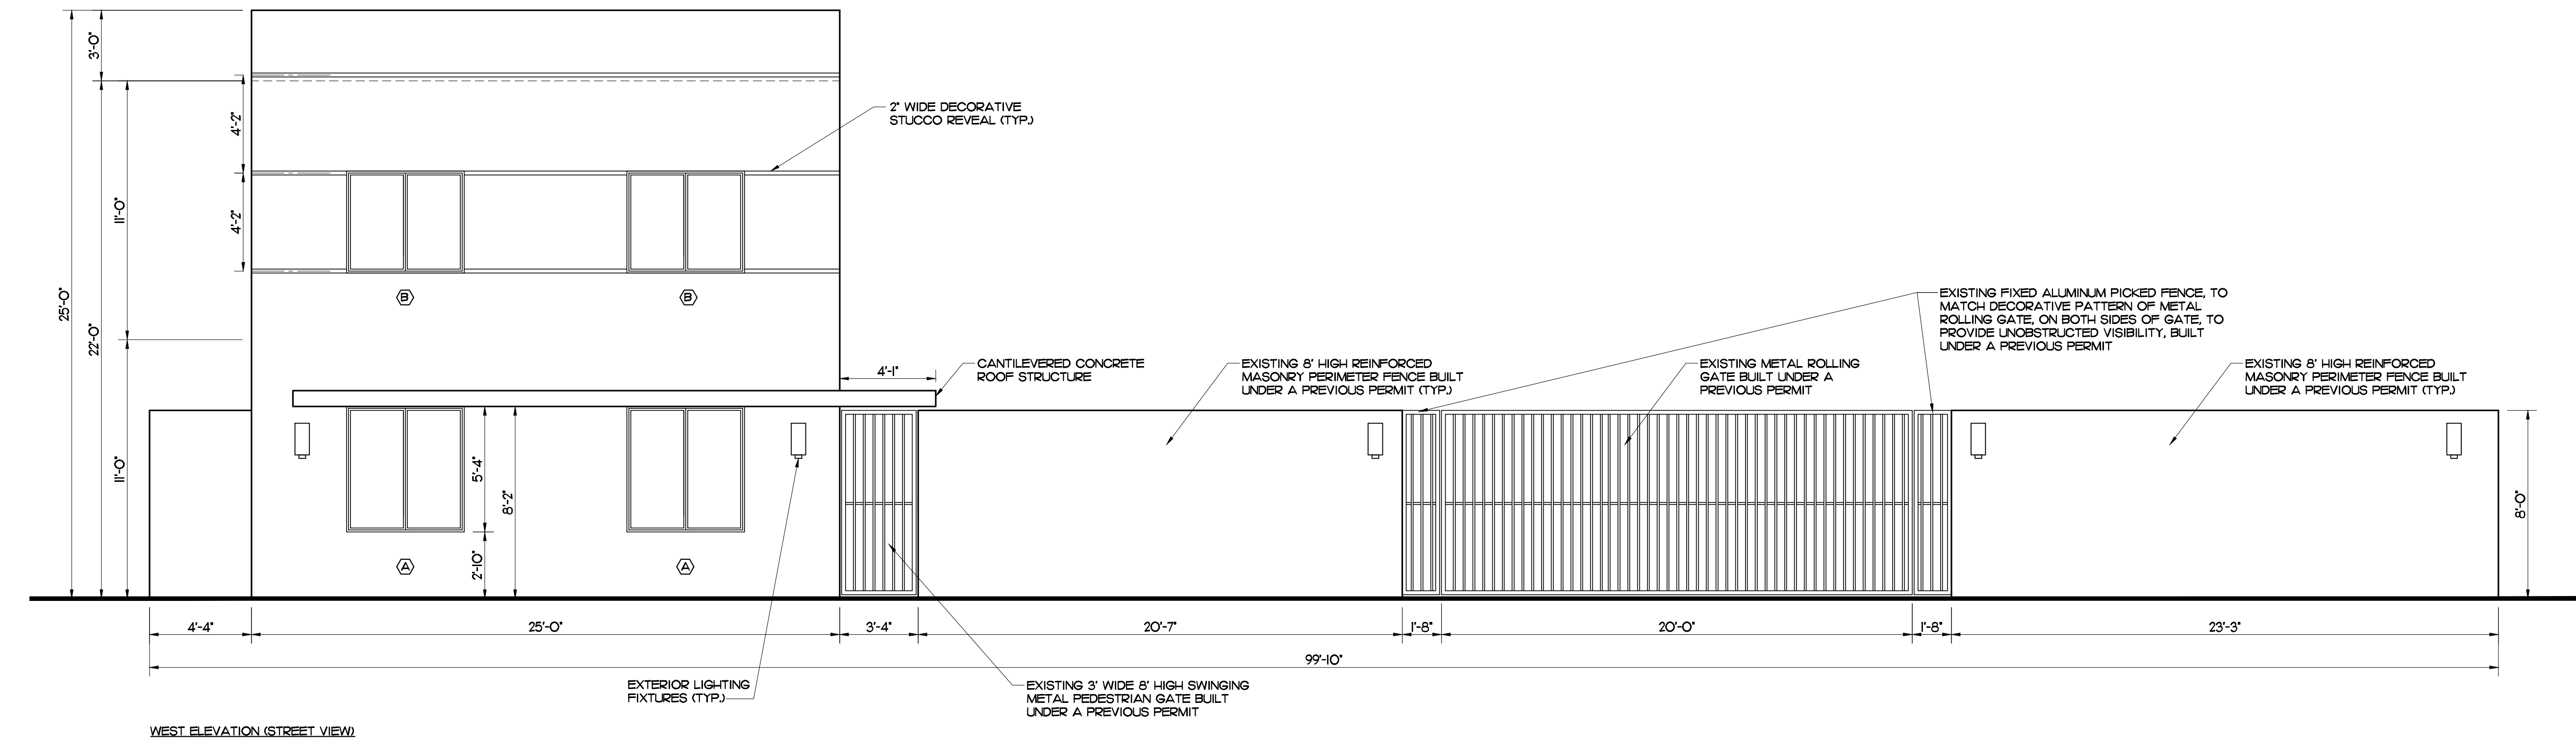 3'-0"
4'-2"
2" WIDE DECORATIVE
STUCCO REVEAL (TYP.)
11'-0"
4'-2"
25'-0"
22'-0"
B
B
EXISTING FIXED ALUMINUM PICKED FENCE, TO
MATCH DECORATIVE PATTERN OF METAL
ROLLING GATE, ON BOTH SIDES OF GATE, TO
PROVIDE UNOBSTRUCTED VISIBILITY, BUILT
UNDER A PREVIOUS PERMIT
4'-1"
CANTILEVERED CONCRETE
ROOF STRUCTURE
EXISTING 8' HIGH REINFORCED
MASONRY PERIMETER FENCE BUILT
UNDER A PREVIOUS PERMIT (TYP.)
EXISTING METAL ROLLING
GATE BUILT UNDER A
PREVIOUS PERMIT
EXISTING 8' HIGH REINFORCED
MASONRY PERIMETER FENCE BUILT
UNDER A PREVIOUS PERMIT (TYP.)
11'-0"
5'-4"
8'-2"
8'-0"
2'-10"
A
A
4'-4"
25'-0"
3'-4"
20'-7"
1'-8"
20'-0"
1'-8"
23'-3"
99'-10"
EXTERIOR LIGHTING
FIXTURES (TYP.)
EXISTING 3' WIDE 8' HIGH SWINGING
METAL PEDESTRIAN GATE BUILT
UNDER A PREVIOUS PERMIT
WEST ELEVATION (STREET VIEW)